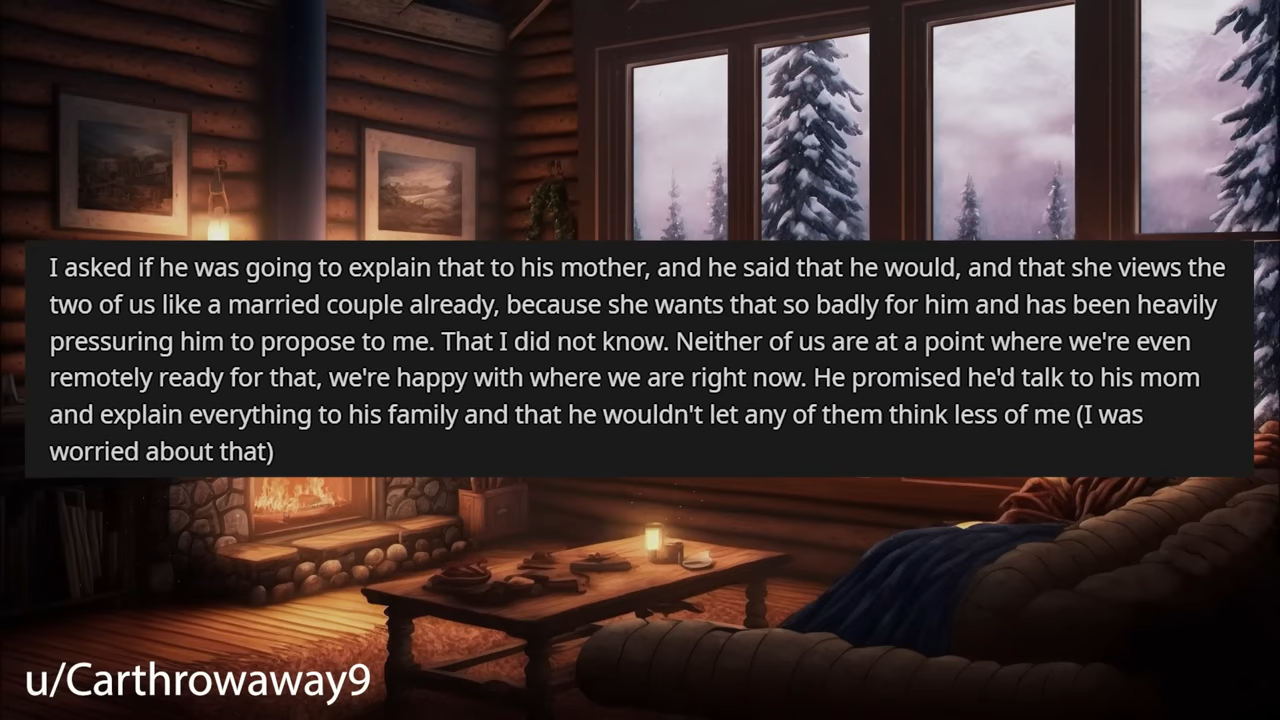 I asked if he was going to explain that to his mother, and he said that he would, and that she views the
two of us like a married couple already, because she wants that so badly for him and has been heavily
pressuring him to propose to me. That I did not know. Neither of us are at a point where we're even
remotely ready for that, we're happy with where we are right now. He promised he'd talk to his mom
and explain everything to his family and that he wouldn't let any of them think less of me (I was
worried about that)
u/Carthrowaway9